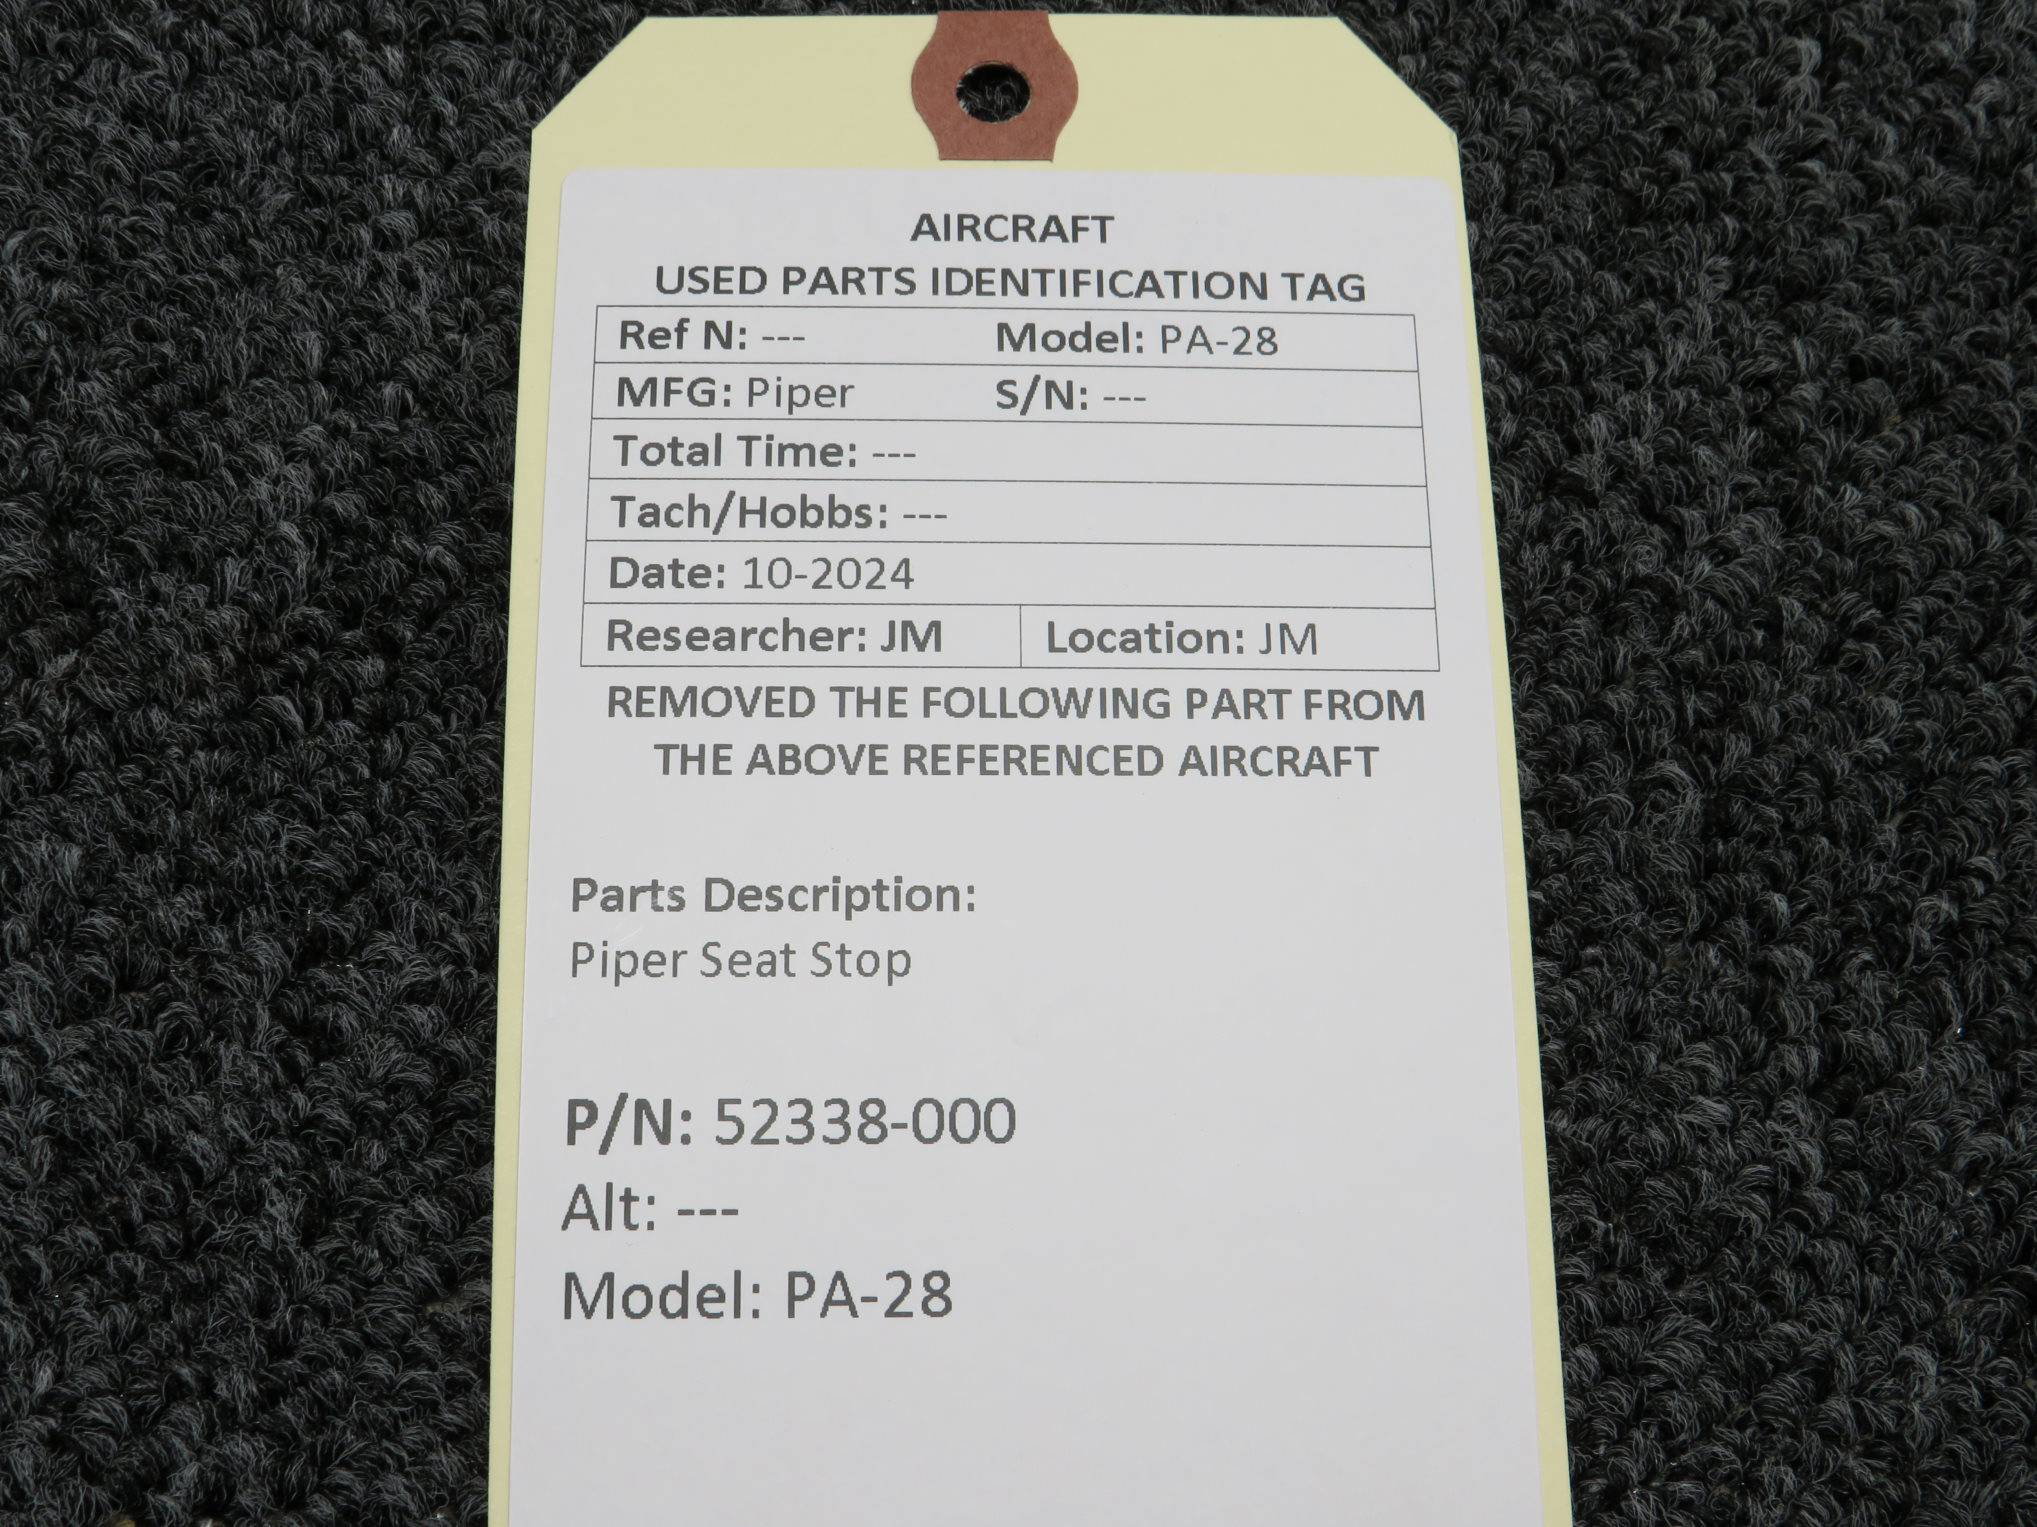 AIRCRAFT
USED PARTS IDENTIFICATION TAG
Ref N: --- Model: PA-28
MFG: Piper S/N: ---
Total Time: ---
Tach/Hobbs: ---
Date: 10-2024
Researcher: JM Location: JM
REMOVED THE FOLLOWING PART FROM
THE ABOVE REFERENCED AIRCRAFT
Parts Description:
Piper Seat Stop
P/N: 52338-000
Alt: ---
Model: PA-28